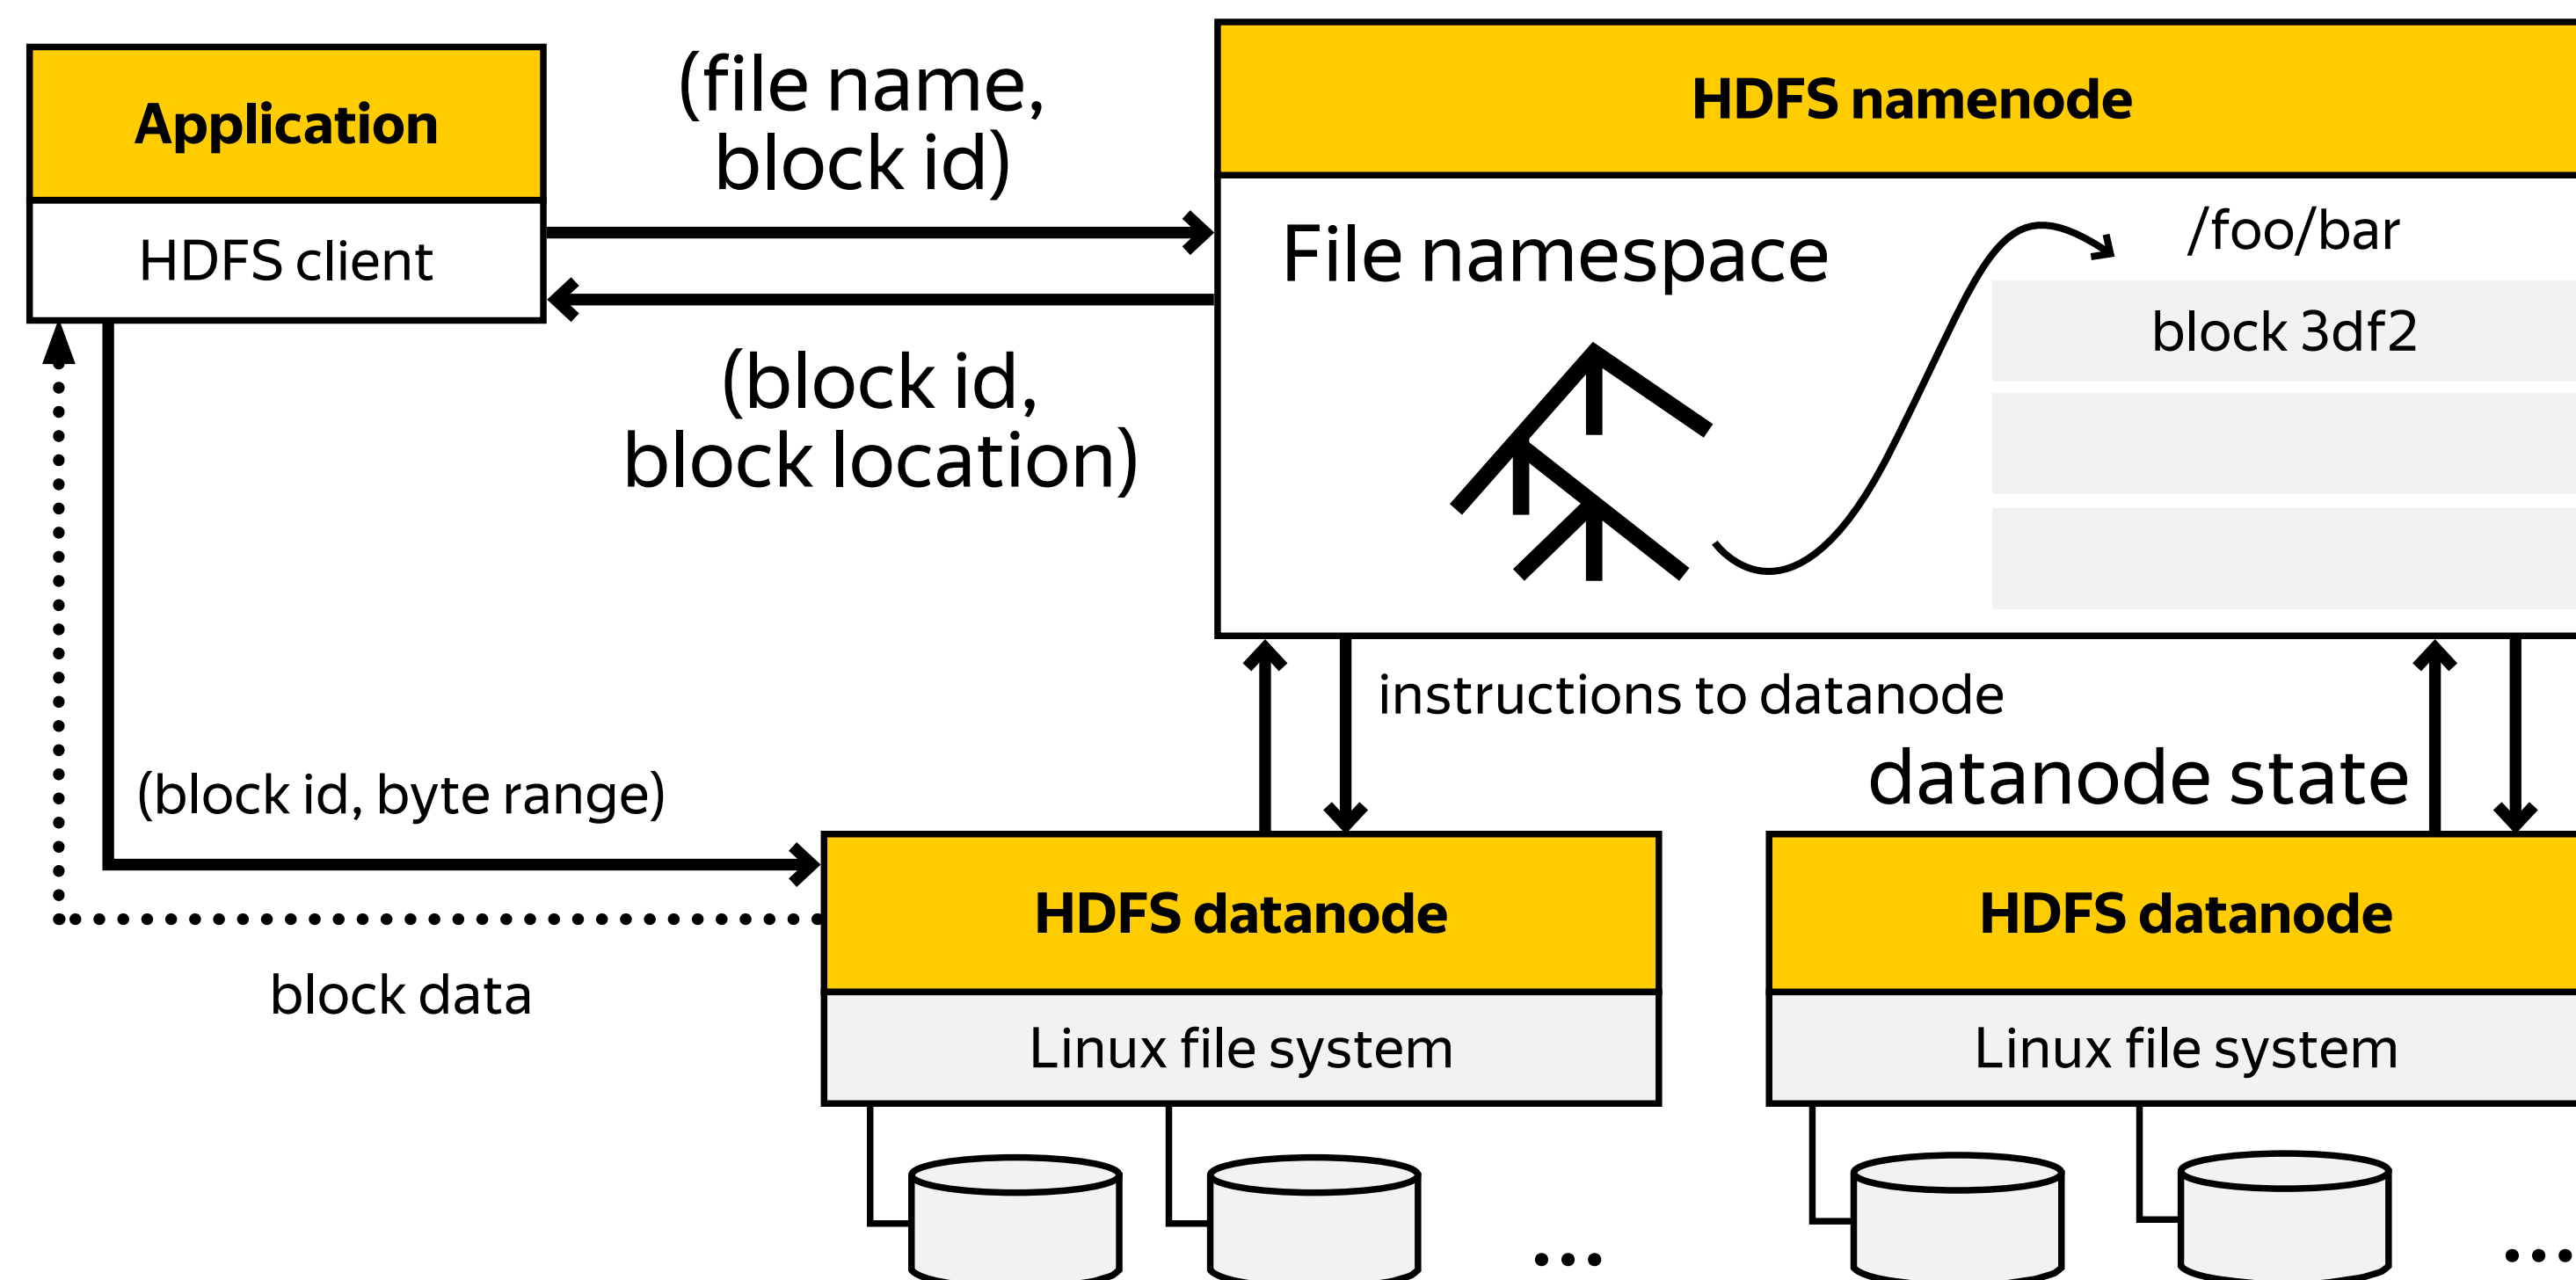 Application
HDFS client
(file name,
block id)
(block id,
block location)
HDFS namenode
File namespace
/foo/bar
block 3df2
instructions to datanode
datanode state
(block id, byte range)
block data
HDFS datanode
Linux file system
...
HDFS datanode
Linux file system
...